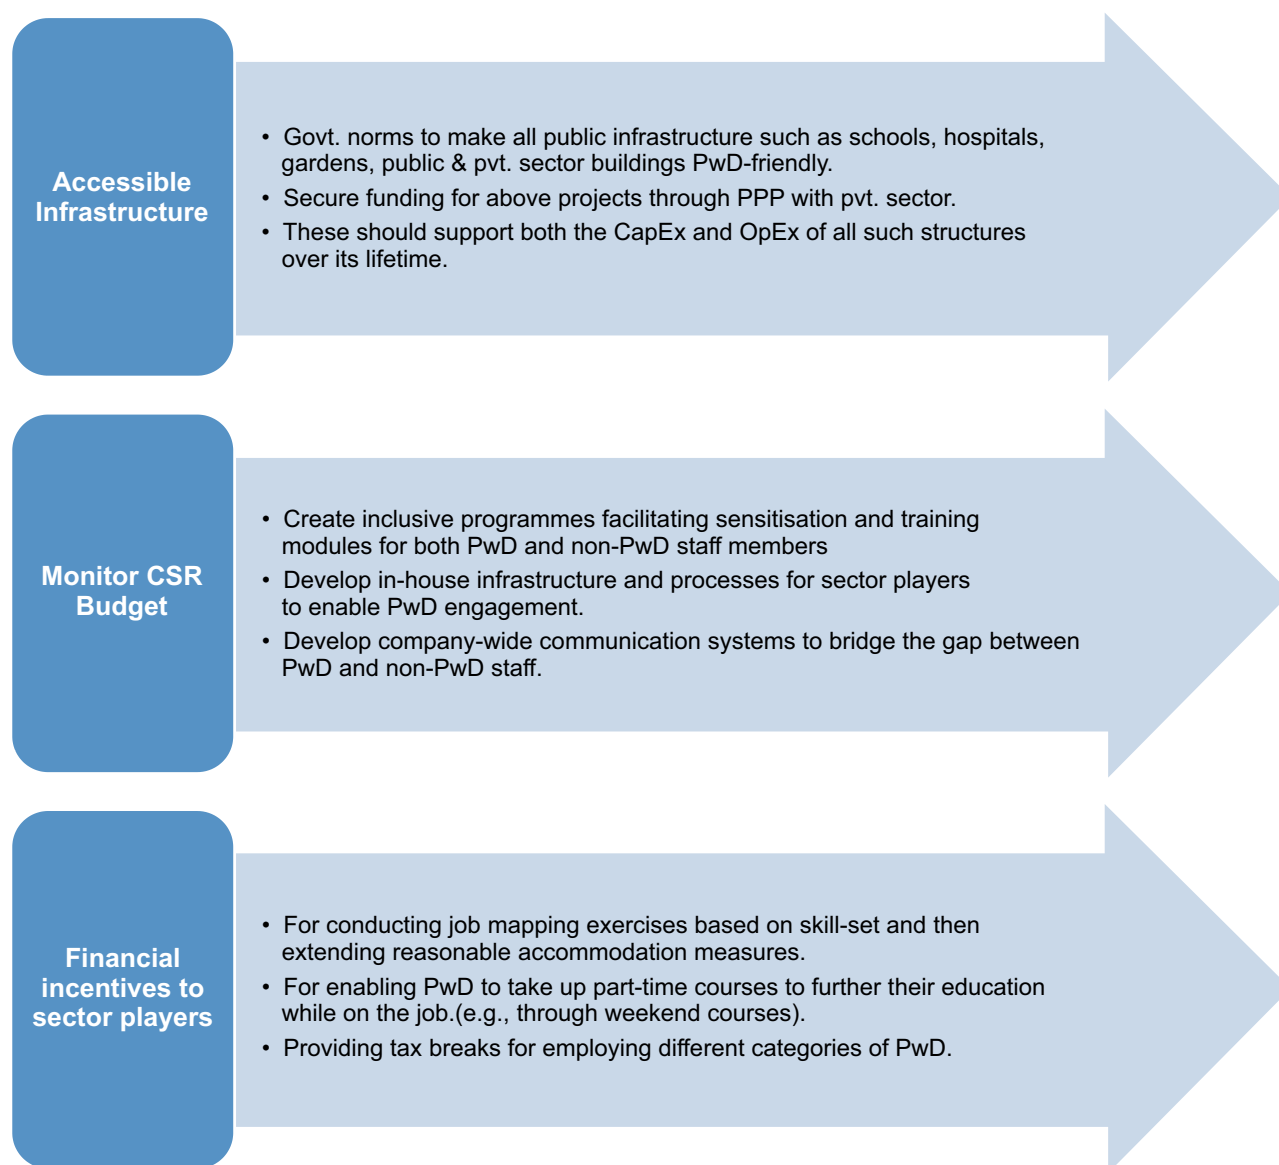 Accessible
Infrastructure
• Govt. norms to make all public infrastructure such as schools, hospitals,
gardens, public & pvt. sector buildings PwD-friendly.
• Secure funding for above projects through PPP with pvt. sector.
• These should support both the CapEx and OpEx of all such structures
over its lifetime.
Monitor CSR
Budget
• Create inclusive programmes facilitating sensitisation and training
modules for both PwD and non-PwD staff members
• Develop in-house infrastructure and processes for sector players
to enable PwD engagement.
• Develop company-wide communication systems to bridge the gap between
PwD and non-PwD staff.
Financial
incentives to
sector players
• For conducting job mapping exercises based on skill-set and then
extending reasonable accommodation measures.
• For enabling PwD to take up part-time courses to further their education
while on the job.(e.g., through weekend courses).
• Providing tax breaks for employing different categories of PwD.